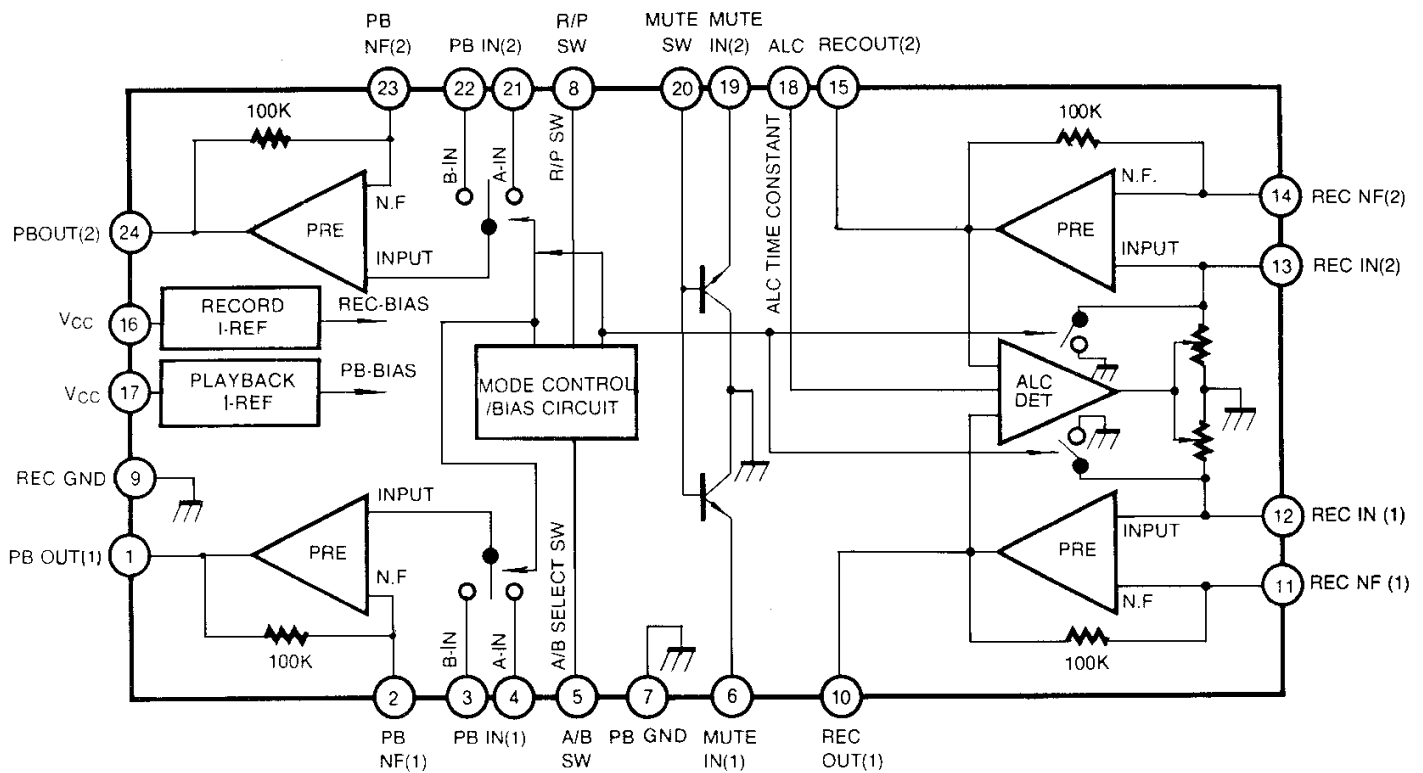 PB
NF(2)
PB IN(2)
R/P
SW
MUTE
SW
MUTE
IN(2)
ALC
RECOUT(2)
23
22
21
8
20
19
18
15
100K
B-IN
A-IN
R/P SW
ALC TIME CONSTANT
100K
N.F
PRE
INPUT
N.F.
PRE
INPUT
14
REC NF(2)
24
PBOUT(2)
13
REC IN(2)
VCC
16
RECORD
I-REF
REC-BIAS
VCC
17
PLAYBACK
I-REF
PB-BIAS
MODE CONTROL
/BIAS CIRCUIT
ALC
DET
REC GND
9
INPUT
PRE
N.F
PB OUT(1)
1
INPUT
PRE
N.F
12
REC IN (1)
11
REC NF (1)
100K
B-IN
A-IN
A/B SELECT SW
100K
2
3
4
5
7
6
10
PB
NF(1)
PB IN(1)
A/B
SW
PB GND
MUTE
IN(1)
REC
OUT(1)